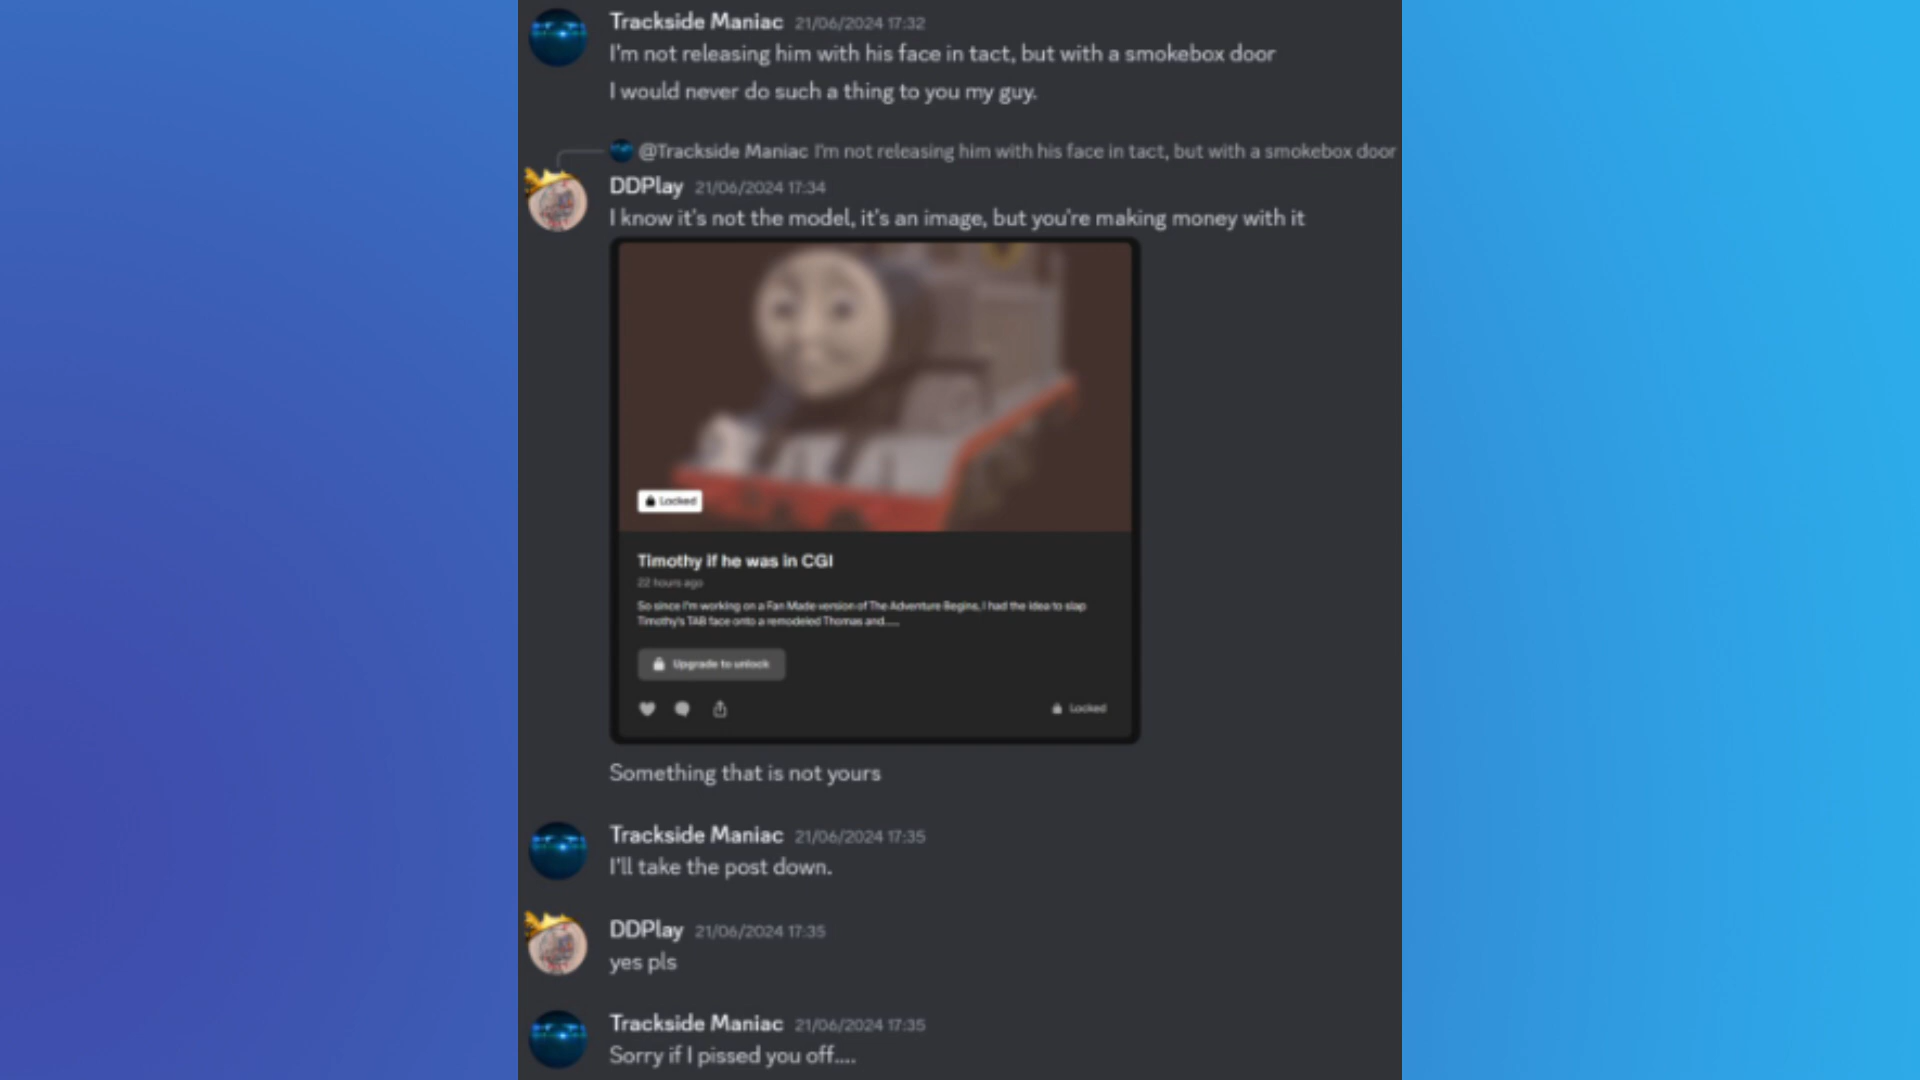 Trackside Maniac 21/06/2024 17:32
I'm not releasing him with his face in tact, but with a smokebox door
I would never do such a thing to you my guy.
@Trackside Maniac I'm not releasing him with his face in tact, but with a smokebox door
DDPlay 21/06/2024 17:34
I know it's not the model, it's an image, but you're making money with it
Locked
Timothy if he was in CGI
22 hours ago
So since I'm working on a Fan Made version of The Adventure Begins, I had the idea to slap
Timothy's TAB face onto a remodeled Thomas and.....
Upgrade to unlock
Locked
Something that is not yours
Trackside Maniac 21/06/2024 17:35
I'll take the post down.
DDPlay 21/06/2024 17:35
yes pls
Trackside Maniac 21/06/2024 17:35
Sorry if I pissed you off....